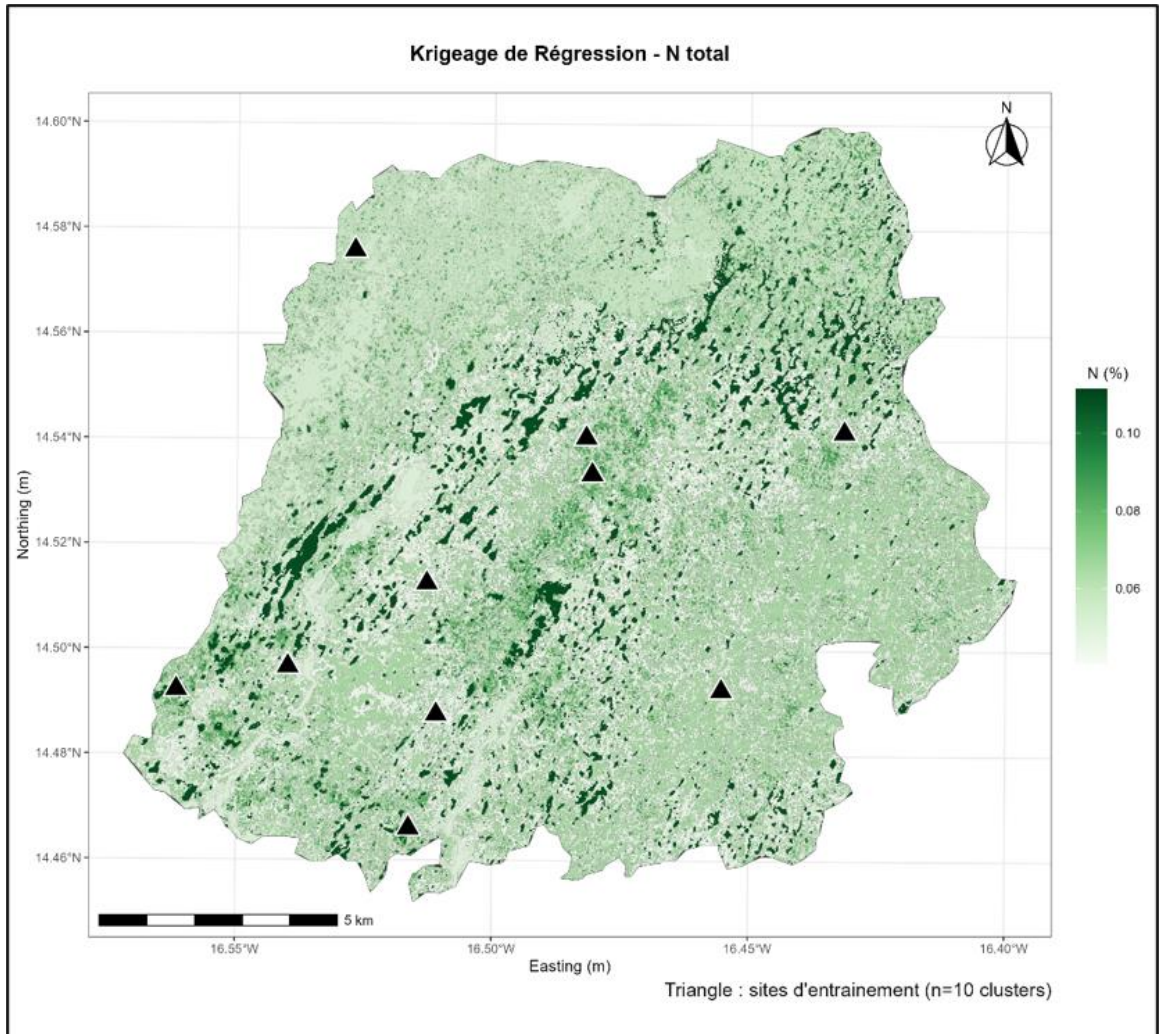 Krigeage de Régression - N total
N
14.60°N
14.58°N
14.56°N
14.54°N
14.52°N
14.50°N
14.48°N
14.46°N
Northing (m)
N (%)
0.10
0.08
0.06
5 km
16.55°W
16.50°W
16.45°W
16.40°W
Easting (m)
Triangle : sites d'entrainement (n=10 clusters)